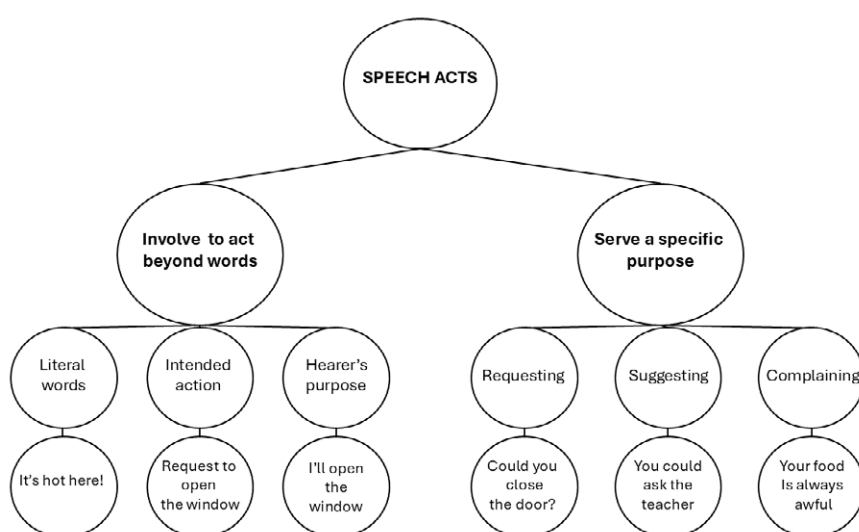 SPEECH ACTS
Involve to act
beyond words
Serve a specific
purpose
Literal
words
Intended
action
Hearer's
purpose
Requesting
Suggesting
Complaining
It's hot here!
Request to
open
the window
I'll open
the
window
Could you
close
the door?
You could
ask the
teacher
Your food
Is always
awful